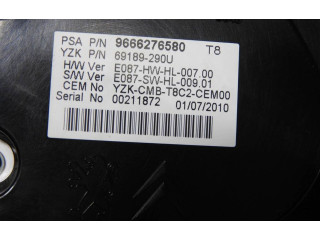 PSA P/N 9666276580 T8
YZK P/N 69189-290U
H/W Ver E087-HW-HL-007.00
S/W Ver E087-SW-HL-009.01
CEM No YZK-CMB-T8C2-CEM00
Serial No 00211872 01/07/2010